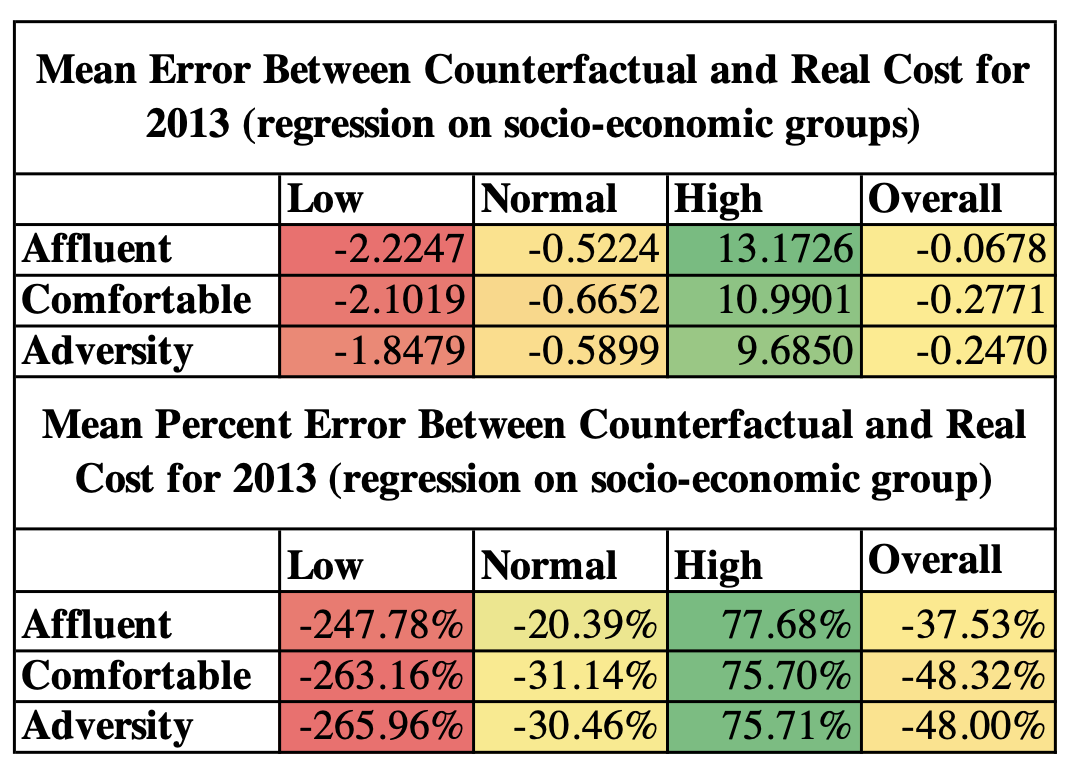 Mean Error Between Counterfactual and Real Cost for
2013 (regression on socio-economic groups)
Low Normal High Overall
Affluent -2.2247 -0.5224 13.1726 -0.0678
Comfortable -2.1019 -0.6652 10.9901 -0.2771
Adversity -1.8479 -0.5899 9.6850 -0.2470
Mean Percent Error Between Counterfactual and Real
Cost for 2013 (regression on socio-economic group)
Low Normal High Overall
Affluent -247.78% -20.39% 77.68% -37.53%
Comfortable -263.16% -31.14% 75.70% -48.32%
Adversity -265.96% -30.46% 75.71% -48.00%